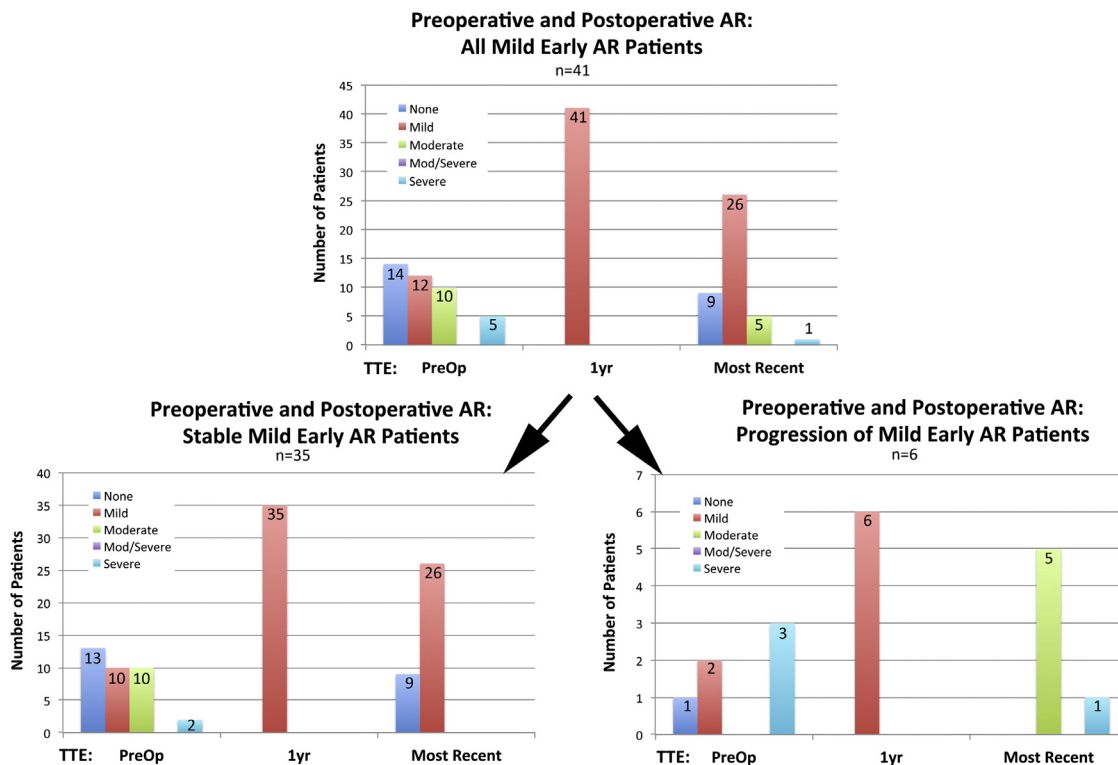 Preoperative and Postoperative AR:
All Mild Early AR Patients
n=41
Number of Patients
45
40
35
30
25
20
15
10
5
0
None
Mild
Moderate
Mod/Severe
Severe
14
12
10
5
41
9
26
5
1
TTE: PreOp 1yr Most Recent
Preoperative and Postoperative AR:
Stable Mild Early AR Patients
n=35
Number of Patients
40
35
30
25
20
15
10
5
0
None
Mild
Moderate
Mod/Severe
Severe
13
10
10
2
35
9
26
TTE: PreOp 1yr Most Recent
Preoperative and Postoperative AR:
Progression of Mild Early AR Patients
n=6
Number of Patients
7
6
5
4
3
2
1
0
None
Mild
Moderate
Mod/Severe
Severe
1
2
3
6
5
1
TTE: PreOp 1yr Most Recent